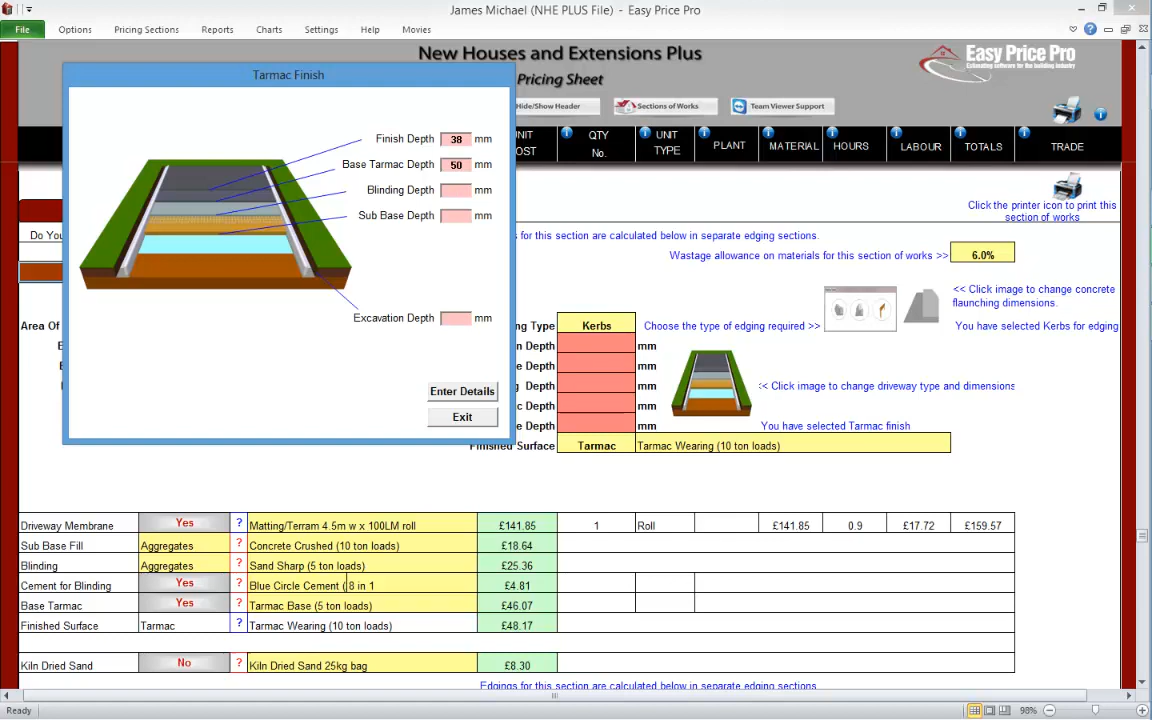 James Michael (NHE PLUS File) - Easy Price Pro
File Options Pricing Sections Reports Charts Settings Help Movies
New Houses and Extensions Plus
Pricing Sheet
Easy Price Pro
Estimating software for the building industry
Hide/Show Header Sections of Works Team Viewer Support
Tarmac Finish
Finish Depth 38 mm
Base Tarmac Depth 50 mm
Blinding Depth mm
Sub Base Depth mm
Excavation Depth mm
Enter Details
Exit
QTY No. UNIT TYPE PLANT MATERIAL HOURS LABOUR TOTALS TRADE
Click the printer icon to print this
section of works
Do You
s for this section are calculated below in separate edging sections.
Wastage allowance on materials for this section of works >> 6.0%
<< Click image to change concrete
flaunching dimensions.
Area Of
Kerbs Choose the type of edging required >> You have selected Kerbs for edging
Depth mm
Depth mm
Depth mm
<< Click image to change driveway type and dimensions
Depth mm
Depth mm You have selected Tarmac finish
Finished Surface Tarmac Tarmac Wearing (10 ton loads)
Driveway Membrane Yes ? Matting/Terram 4.5m w x 100LM roll £141.85 1 Roll £141.85 0.9 £17.72 £159.57
Sub Base Fill Aggregates ? Concrete Crushed (10 ton loads) £18.64
Blinding Aggregates ? Sand Sharp (5 ton loads) £25.36
Cement for Blinding Yes ? Blue Circle Cement ( 8 in 1 £4.81
Base Tarmac Yes ? Tarmac Base (5 ton loads) £46.07
Finished Surface Tarmac ? Tarmac Wearing (10 ton loads) £48.17
Kiln Dried Sand No ? Kiln Dried Sand 25kg bag £8.30
Edgings for this section are calculated below in separate edging sections.
Ready 98%